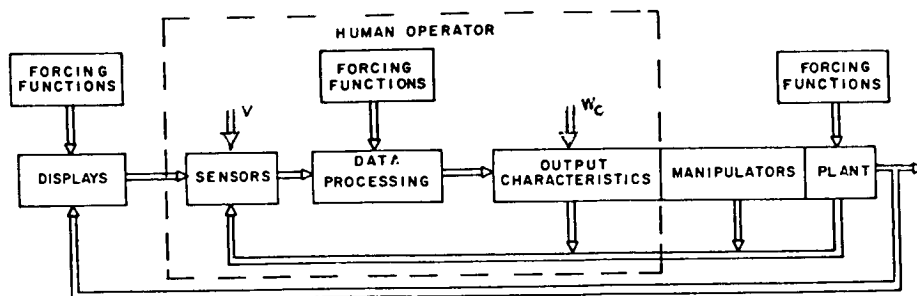 HUMAN OPERATOR
FORCING
FUNCTIONS
FORCING
FUNCTIONS
FORCING
FUNCTIONS
V
Wc
DISPLAYS
SENSORS
DATA
PROCESSING
OUTPUT
CHARACTERISTICS
MANIPULATORS
PLANT